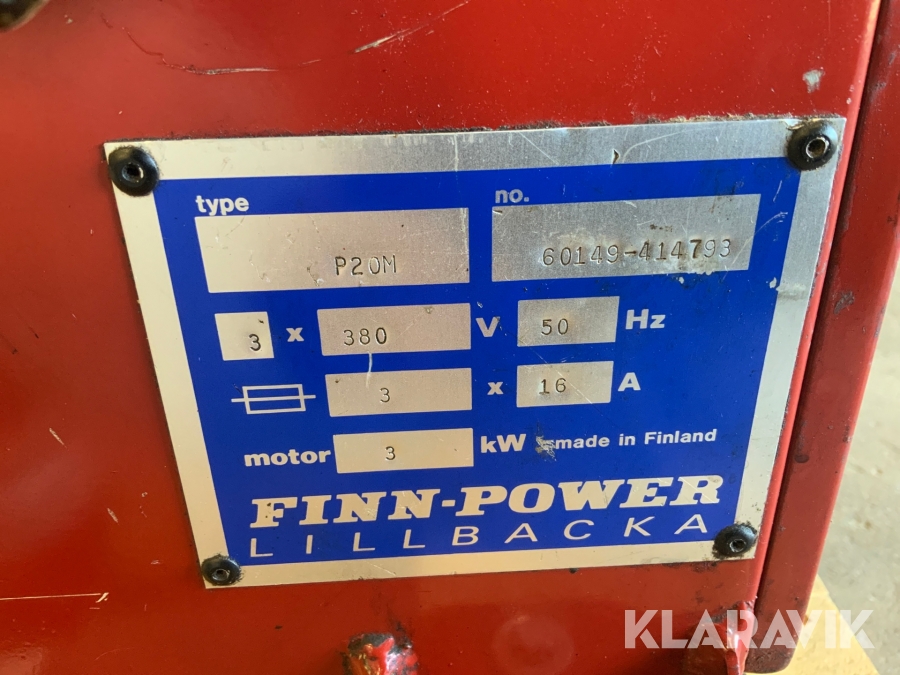 type no.
P20M 60149-414793
3 x 380 V 50 Hz
3 x 16 A
motor 3 kW made in Finland
FINN-POWER
LILLBACKA
KLARAVIK